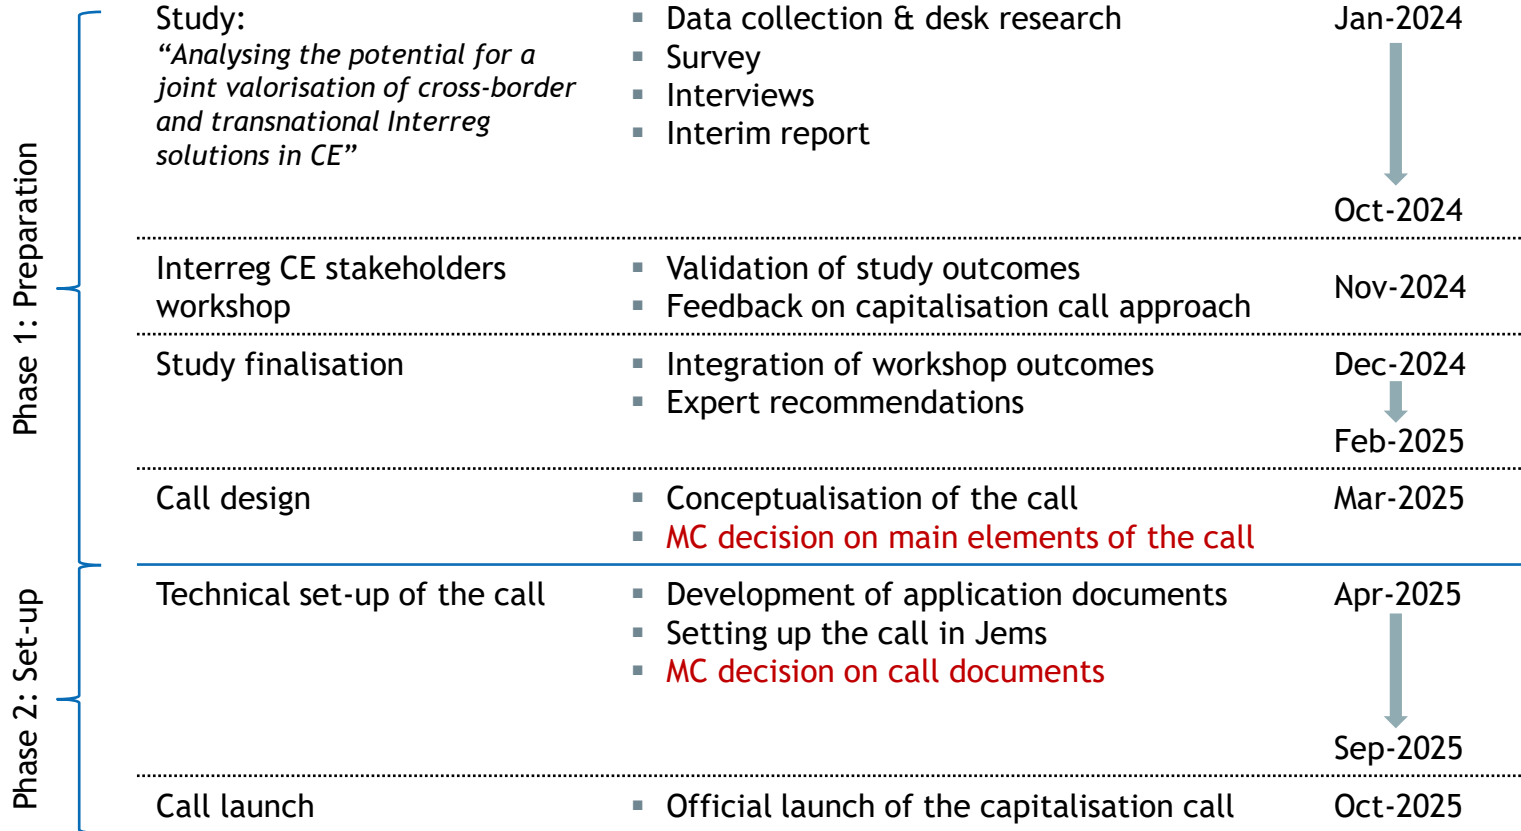 Phase 1: Preparation
Study:
“Analysing the potential for a
joint valorisation of cross-border
and transnational Interreg
solutions in CE”
▪ Data collection & desk research
▪ Survey
▪ Interviews
▪ Interim report
Jan-2024
Oct-2024
Interreg CE stakeholders
workshop
▪ Validation of study outcomes
▪ Feedback on capitalisation call approach
Nov-2024
Study finalisation
▪ Integration of workshop outcomes
▪ Expert recommendations
Dec-2024
Feb-2025
Call design
▪ Conceptualisation of the call
▪ MC decision on main elements of the call
Mar-2025
Phase 2: Set-up
Technical set-up of the call
▪ Development of application documents
▪ Setting up the call in Jems
▪ MC decision on call documents
Apr-2025
Sep-2025
Call launch
▪ Official launch of the capitalisation call
Oct-2025